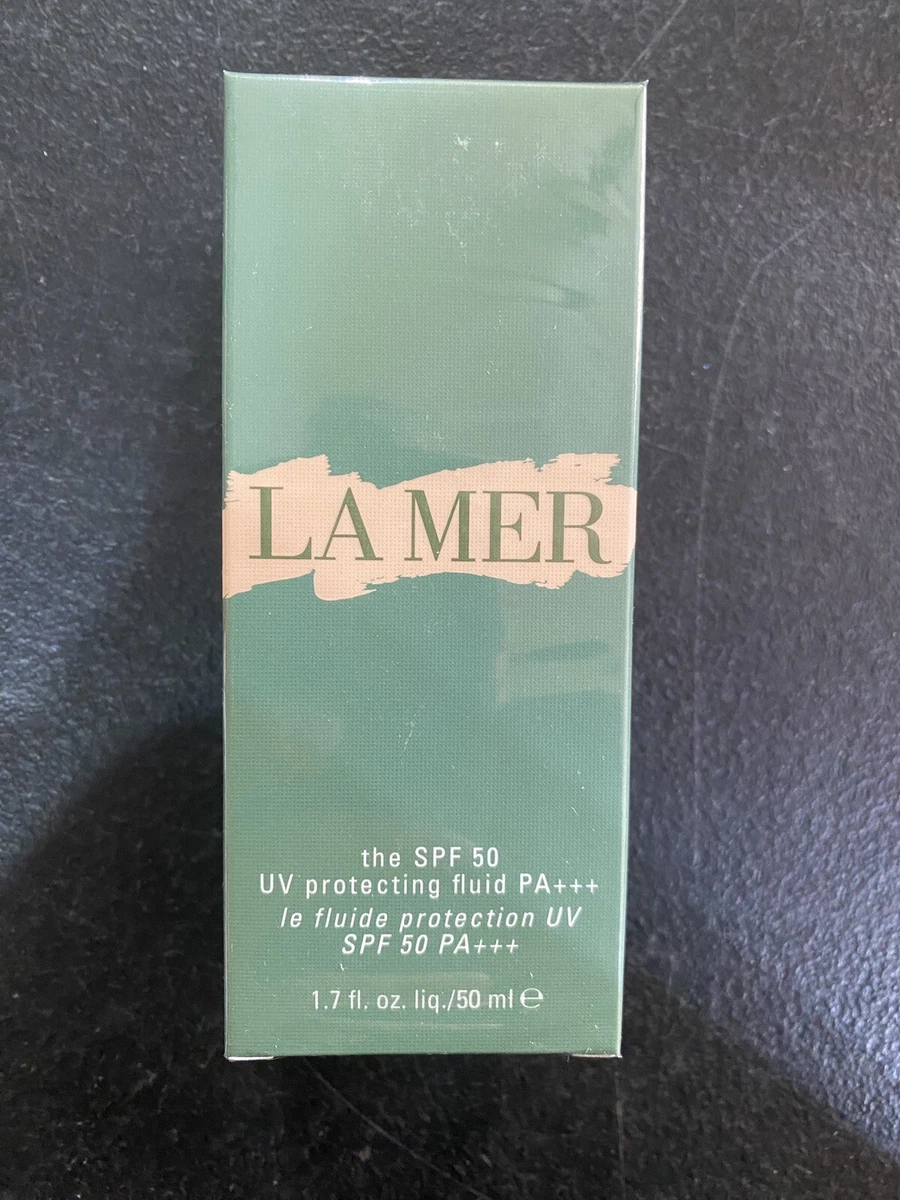 LA MER
the SPF 50
UV protecting fluid PA+++
le fluide protection UV
SPF 50 PA+++
1.7 fl. oz. liq./50 ml ℮